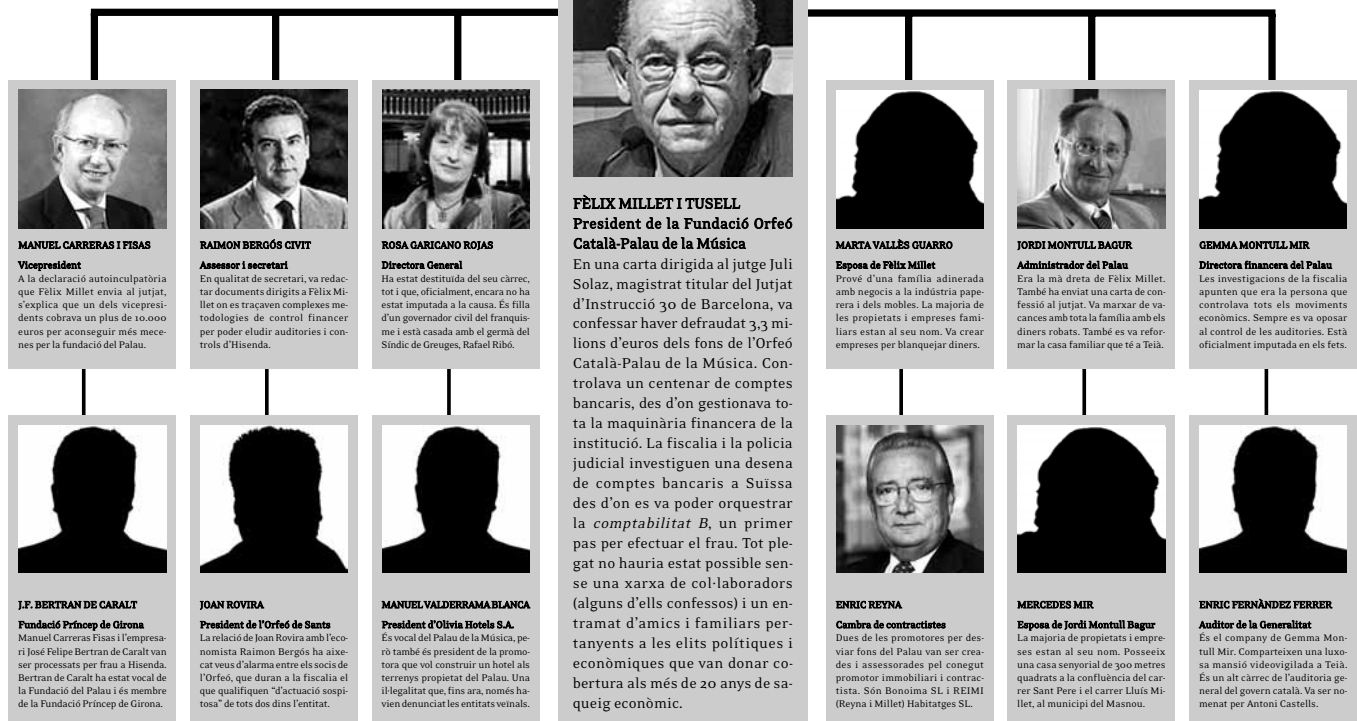 MANUEL CARRERAS I FISAS
Vicepresident
A la declaració autoinculpatòria
que Fèlix Millet envia al jutjat,
s'explica que un dels vicepresi-
dents cobrava un plus de 10.000
euros per aconseguir més mece-
nes per la fundació del Palau.
RAIMON BERGÓS CIVIT
Assessor i secretari
En qualitat de secretari, va redac-
tar documents dirigits a Fèlix Mi-
llet on es traçaven complexes me-
todologies de control financer
per poder eludir auditories i con-
trols d'Hisenda.
ROSA GARICANO ROJAS
Directora General
Ha estat destituïda del seu càrrec,
tot i que, oficialment, encara no ha
estat imputada a la causa. És filla
d'un governador civil del franquis-
me i està casada amb el germà del
Síndic de Greuges, Rafael Ribó.
FÈLIX MILLET I TUSELL
President de la Fundació Orfeó
Català-Palau de la Música
En una carta dirigida al jutge Juli
Solaz, magistrat titular del Jutjat
d'Instrucció 30 de Barcelona, va
confessar haver defraudat 3,3 mi-
lions d'euros dels fons de l'Orfeó
Català-Palau de la Música. Con-
trolava un centenar de comptes
bancaris, des d'on gestionava to-
ta la maquinària financera de la
institució. La fiscalia i la policia
judicial investiguen una desena
de comptes bancaris a Suïssa
des d'on es va poder orquestrar
la comptabilitat B, un primer
pas per efectuar el frau. Tot ple-
gat no hauria estat possible sen-
se una xarxa de col·laboradors
(alguns d'ells confessos) i un en-
tramat d'amics i familiars per-
tanyents a les elits polítiques i
econòmiques que van donar co-
bertura als més de 20 anys de sa-
queig econòmic.
MARTA VALLÈS GUARRO
Esposa de Fèlix Millet
Prové d'una família adinerada
amb negocis a la indústria pape-
rera i dels mobles. La majoria de
les propietats i empreses fami-
liars estan al seu nom. Va crear
empreses per blanquejar diners.
JORDI MONTULL BAGUR
Administrador del Palau
Era la mà dreta de Fèlix Millet.
També ha enviat una carta de con-
fessió al jutjat. Va marxar de va-
cances amb tota la família amb els
diners robats. També es va refor-
mar la casa familiar que té a Teià.
GEMMA MONTULL MIR
Directora financera del Palau
Les investigacions de la fiscalia
apunten que era la persona que
controlava tots els moviments
econòmics. Sempre es va oposar
al control de les auditories. Està
oficialment imputada en els fets.
J.F. BERTRAN DE CARALT
Fundació Príncep de Girona
Manuel Carreras Fisas i l'empresa-
ri José Felipe Bertran de Caralt van
ser processats per frau a Hisenda.
Bertran de Caralt ha estat vocal de
la Fundació del Palau i és membre
de la Fundació Príncep de Girona.
JOAN ROVIRA
President de l'Orfeó de Sants
La relació de Joan Rovira amb l'eco-
nomista Raimon Bergós ha aixe-
cat veus d'alarma entre els socis de
l'Orfeó, que duran a la fiscalia el
que qualifiquen “d'actuació sospi-
tosa” de tots dos dins l'entitat.
MANUEL VALDERRAMA BLANCA
President d'Olivia Hotels S.A.
És vocal del Palau de la Música, pe-
rò també és president de la promo-
tora que vol construir un hotel als
terrenys propietat del Palau. Una
il·legalitat que, fins ara, només ha-
vien denunciat les entitats veïnals.
ENRIC REYNA
Cambra de contractistes
Dues de les promotores per des-
viar fons del Palau van ser crea-
des i assessorades pel conegut
promotor immobiliari i contrac-
tista. Són Bonoima SL i REIMI
(Reyna i Millet) Habitatges SL.
MERCEDES MIR
Esposa de Jordi Montull Bagur
La majoria de propietats i empre-
ses estan al seu nom. Posseeix
una casa senyorial de 300 metres
quadrats a la confluència del car-
rer Sant Pere i el carrer Lluís Mi-
llet, al municipi del Masnou.
ENRIC FERNÀNDEZ FERRER
Auditor de la Generalitat
És el company de Gemma Mon-
tull Mir. Comparteixen una luxo-
sa mansió videovigilada a Teià.
És un alt càrrec de l'auditoria ge-
neral del govern català. Va ser no-
menat per Antoni Castells.